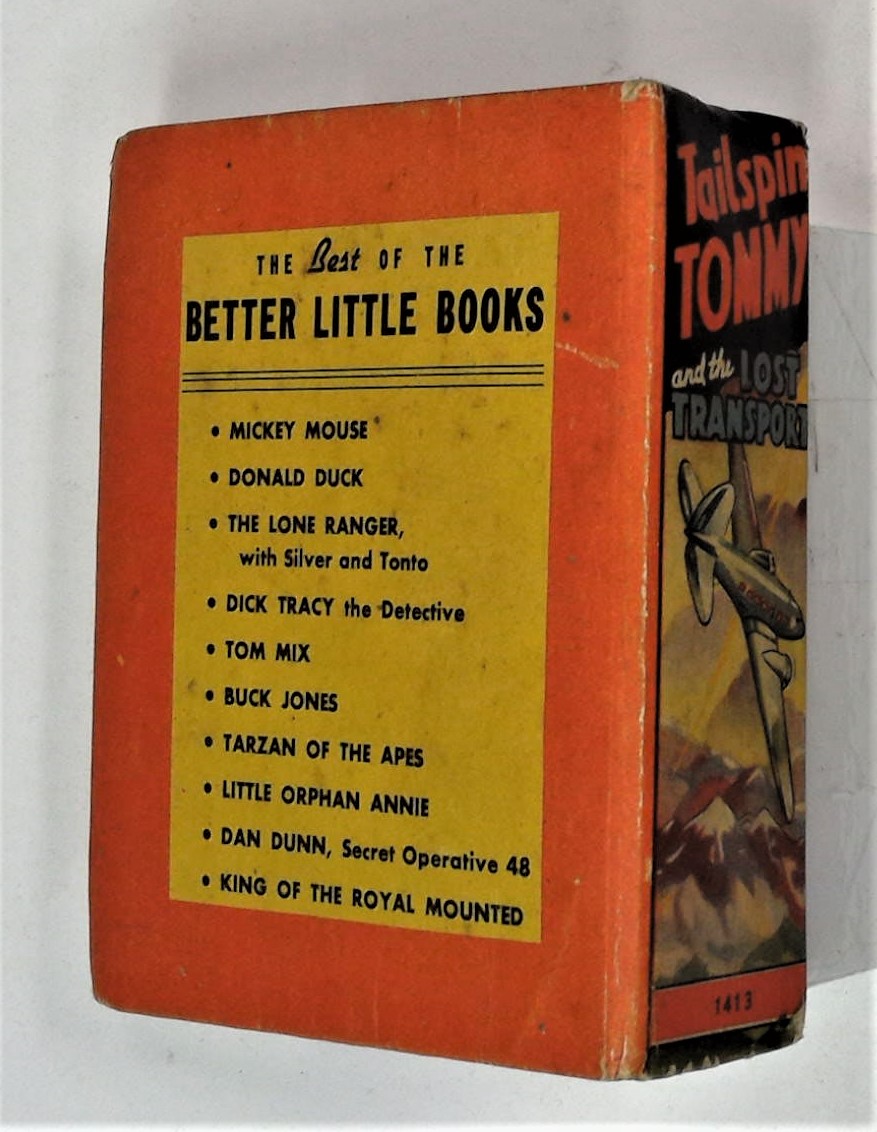 THE Best OF THE
BETTER LITTLE BOOKS
• MICKEY MOUSE
• DONALD DUCK
• THE LONE RANGER,
with Silver and Tonto
• DICK TRACY the Detective
• TOM MIX
• BUCK JONES
• TARZAN OF THE APES
• LITTLE ORPHAN ANNIE
• DAN DUNN, Secret Operative 48
• KING OF THE ROYAL MOUNTED
Tailspin
TOMMY
and the LOST
TRANSPORT
1413